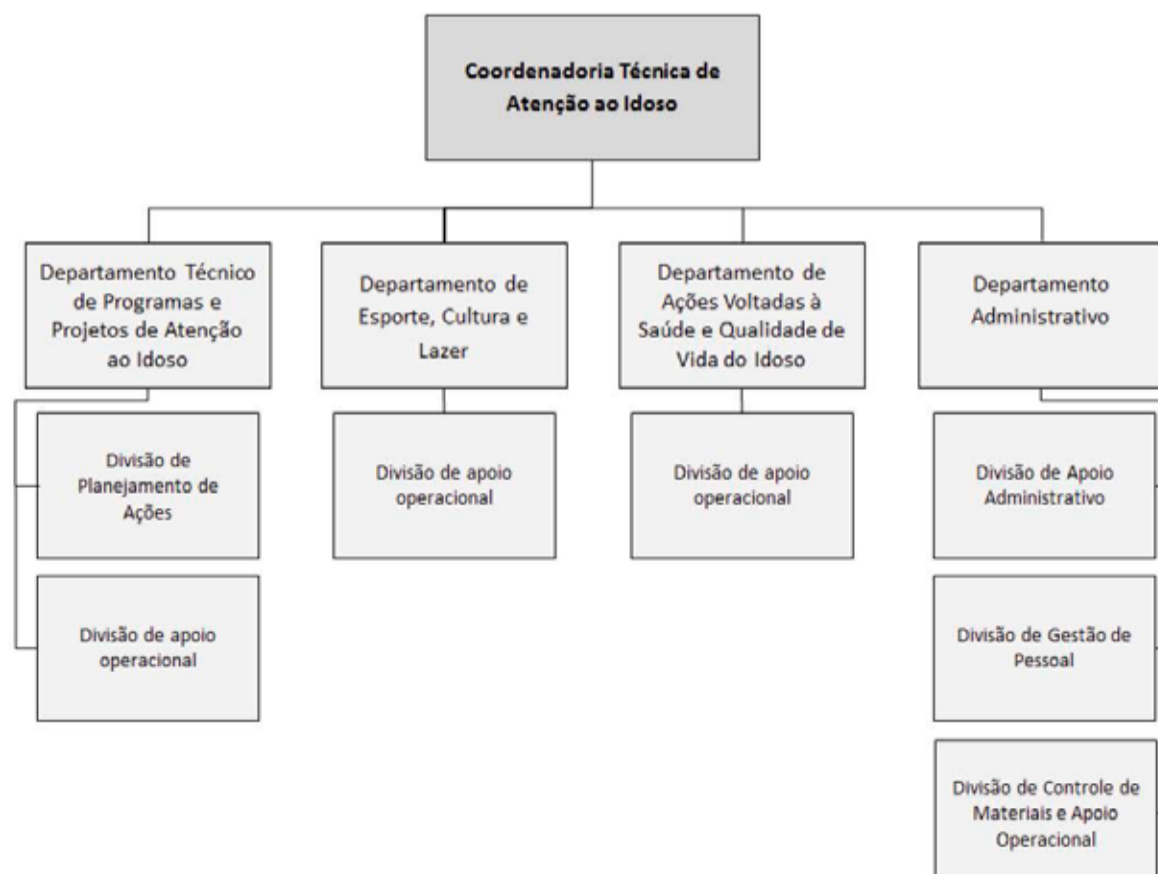 Coordenadoria Técnica de
Atenção ao Idoso
Departamento Técnico
de Programas e
Projetos de Atenção
ao Idoso
Departamento de
Esporte, Cultura e
Lazer
Departamento de
Ações Voltadas à
Saúde e Qualidade de
Vida do Idoso
Departamento
Administrativo
Divisão de
Planejamento de
Ações
Divisão de apoio
operacional
Divisão de apoio
operacional
Divisão de Apoio
Administrativo
Divisão de apoio
operacional
Divisão de Gestão de
Pessoal
Divisão de Controle de
Materiais e Apoio
Operacional